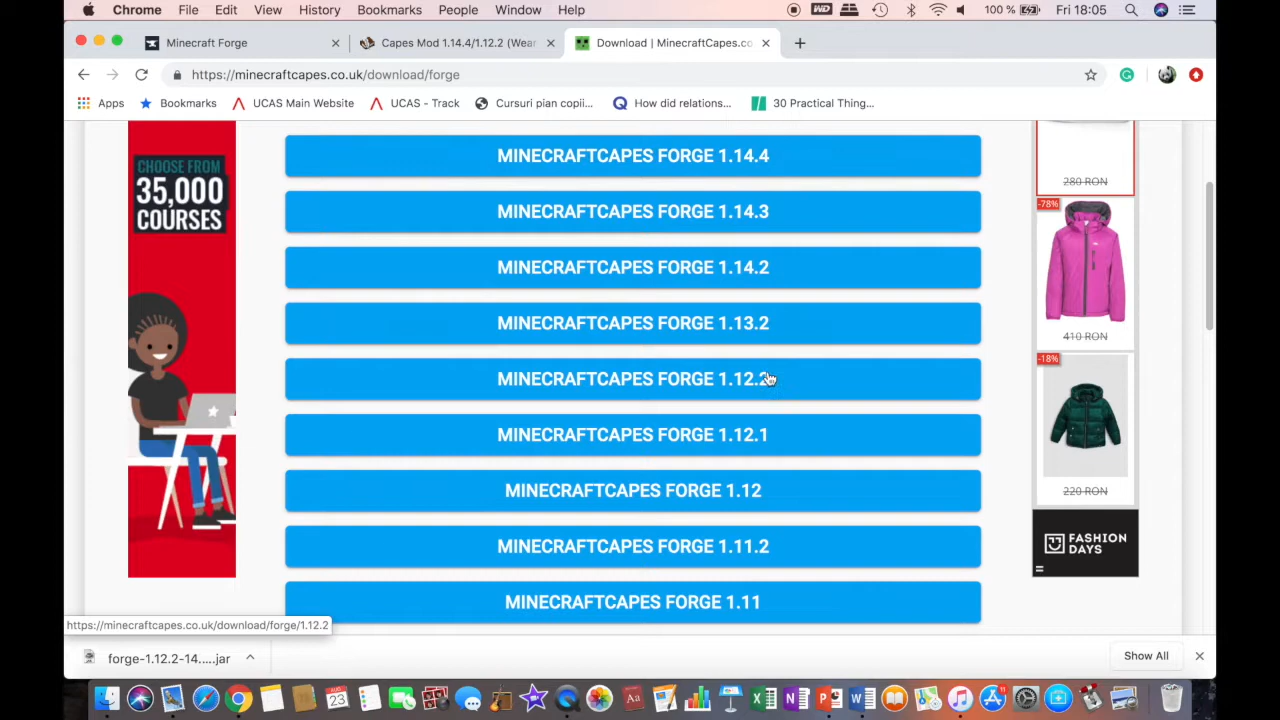 Chrome File Edit View History Bookmarks People Window Help 100 % Fri 18:05
Minecraft Forge
Capes Mod 1.14.4/1.12.2 (Wear
Download | MinecraftCapes.co
https://minecraftcapes.co.uk/download/forge
Apps Bookmarks UCAS Main Website UCAS - Track Cursuri pian copii... How did relations... 30 Practical Thing...
CHOOSE FROM
35,000
COURSES
MINECRAFTCAPES FORGE 1.14.4
MINECRAFTCAPES FORGE 1.14.3
MINECRAFTCAPES FORGE 1.14.2
MINECRAFTCAPES FORGE 1.13.2
MINECRAFTCAPES FORGE 1.12.2
MINECRAFTCAPES FORGE 1.12.1
MINECRAFTCAPES FORGE 1.12
MINECRAFTCAPES FORGE 1.11.2
MINECRAFTCAPES FORGE 1.11
280 RON
-78%
410 RON
-18%
220 RON
FASHION
DAYS
https://minecraftcapes.co.uk/download/forge/1.12.2
forge-1.12.2-14.....jar
Show All